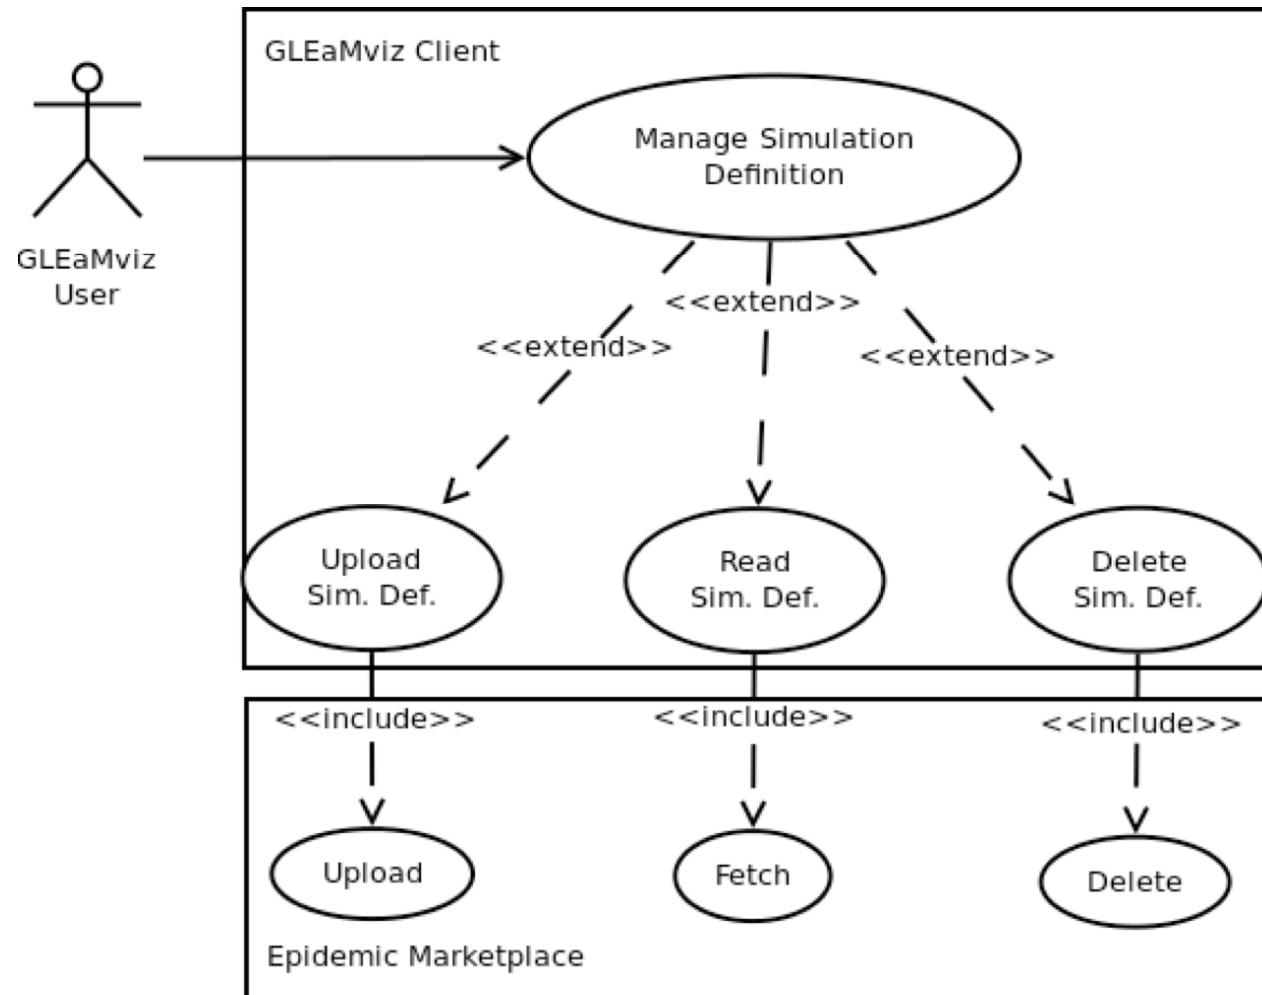 GLEaMviz Client
Manage Simulation
Definition
GLEaMviz
User
<<extend>>
<<extend>>
<<extend>>
Upload
Sim. Def.
Read
Sim. Def.
Delete
Sim. Def.
<<include>>
<<include>>
<<include>>
Upload
Fetch
Delete
Epidemic Marketplace